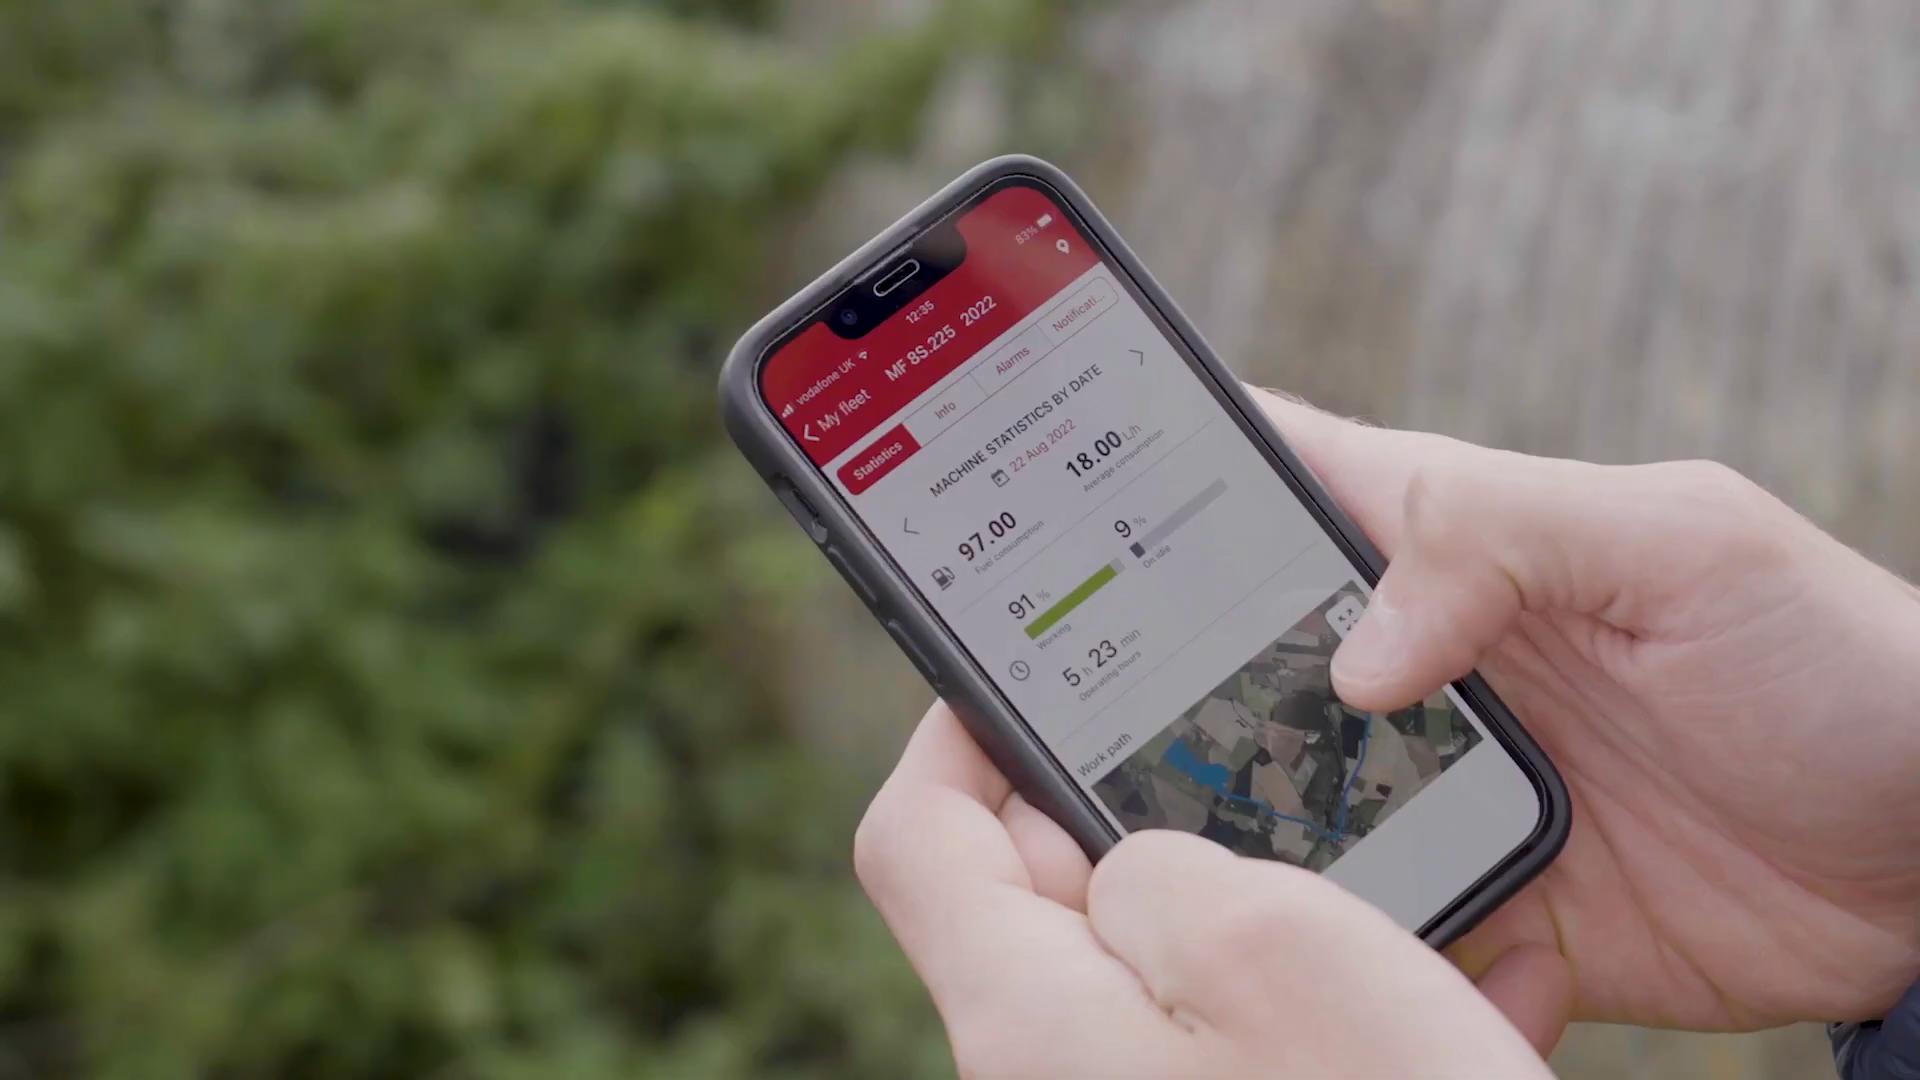 vodafone UK 12:35 83%
My fleet MF 8S.225 2022
Statistics Info Alarms Notificati...
MACHINE STATISTICS BY DATE
22 Aug 2022
97.00 18.00 L/h
Fuel consumption Average consumption
91 % 9 %
Working On idle
5 h 23 min
Operating hours
Work path